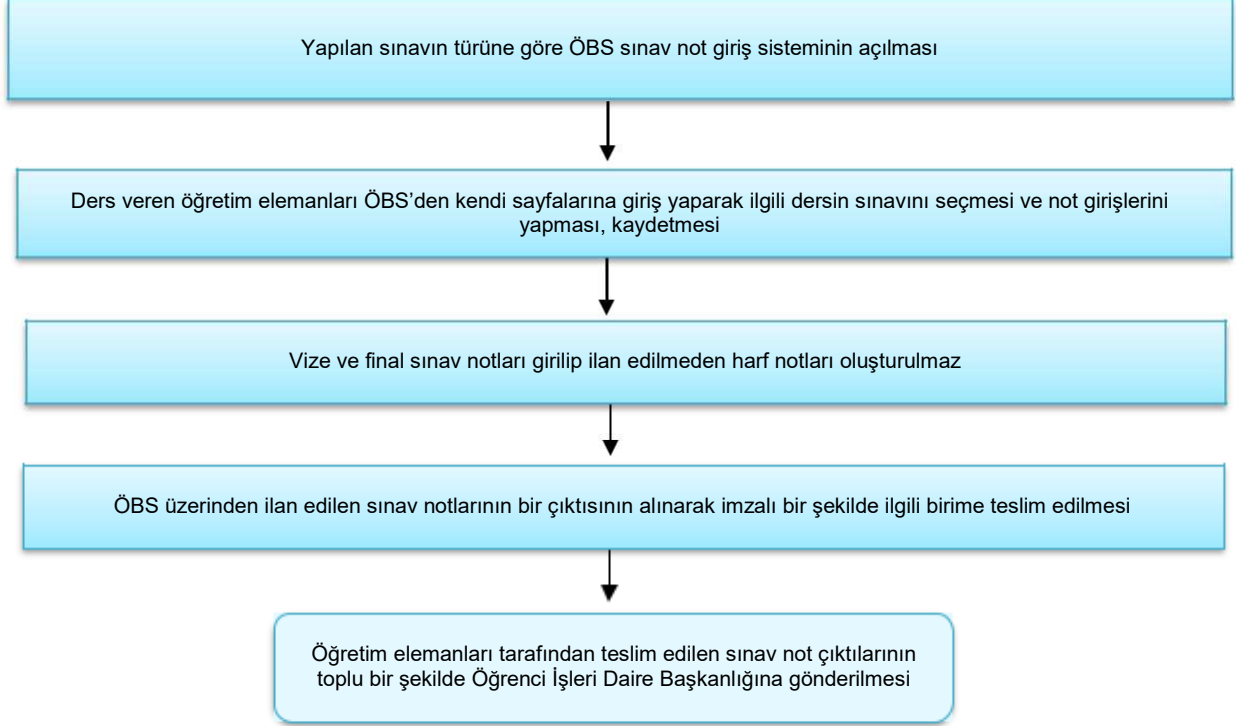 Yapılan sınavın türüne göre ÖBS sınav not giriş sisteminin açılması
Ders veren öğretim elemanları ÖBS’den kendi sayfalarına giriş yaparak ilgili dersin sınavını seçmesi ve not girişlerini
yapması, kaydetmesi
Vize ve final sınav notları girilip ilan edilmeden harf notları oluşturulmaz
ÖBS üzerinden ilan edilen sınav notlarının bir çıktısının alınarak imzalı bir şekilde ilgili birime teslim edilmesi
Öğretim elemanları tarafından teslim edilen sınav not çıktılarının
toplu bir şekilde Öğrenci İşleri Daire Başkanlığına gönderilmesi